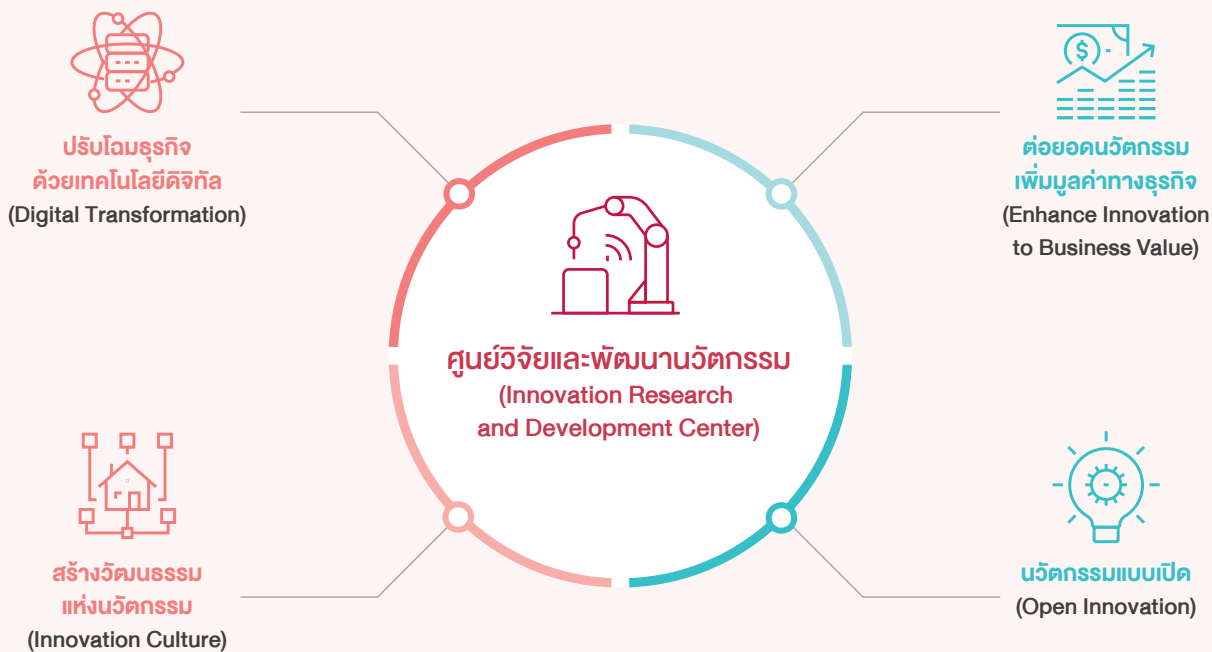 ปรับโฉมธุรกิจ
ด้วยเทคโนโลยีดิจิทัล
(Digital Transformation)
ต่อยอดนวัตกรรม
เพิ่มมูลค่าทางธุรกิจ
(Enhance Innovation
to Business Value)
ศูนย์วิจัยและพัฒนานวัตกรรม
(Innovation Research
and Development Center)
สร้างวัฒนธรรม
แห่งนวัตกรรม
(Innovation Culture)
นวัตกรรมแบบเปิด
(Open Innovation)